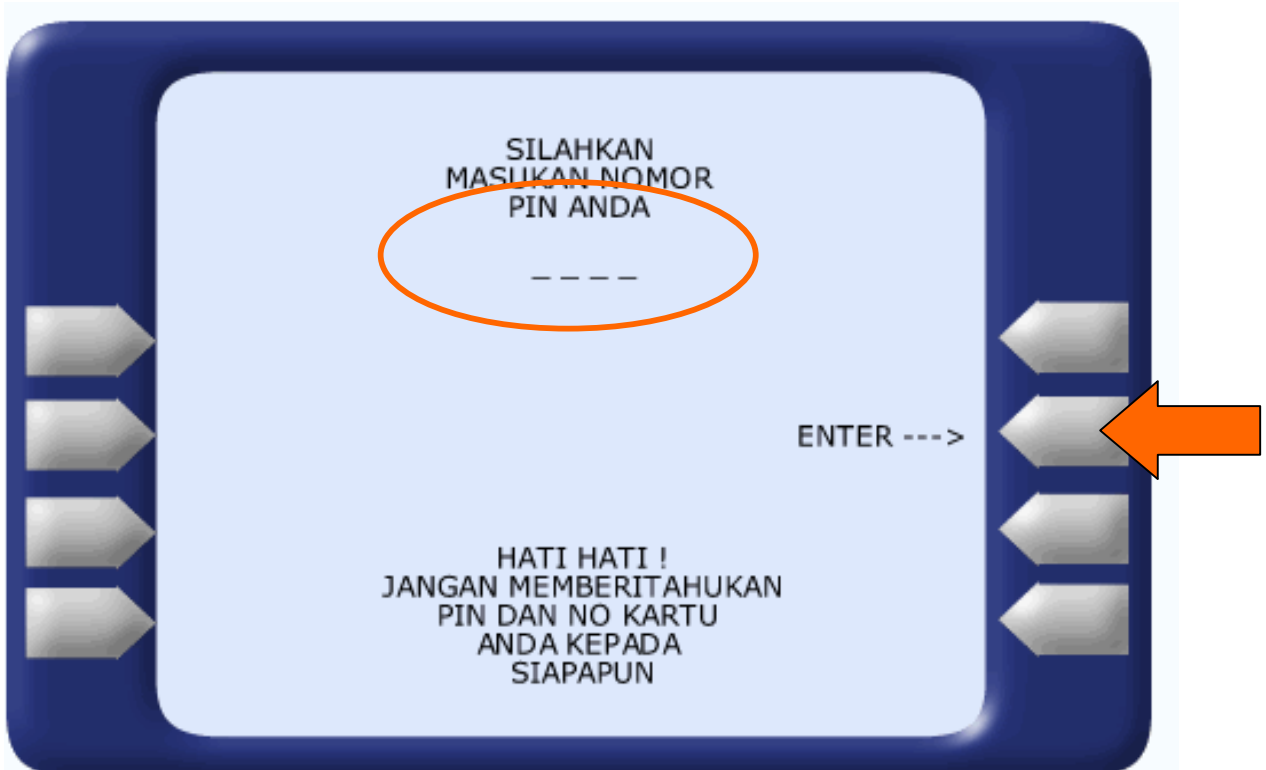 SILAHKAN
MASUKAN NOMOR
PIN ANDA
_ _ _ _
ENTER --->
HATI HATI !
JANGAN MEMBERITAHUKAN
PIN DAN NO KARTU
ANDA KEPADA
SIAPAPUN